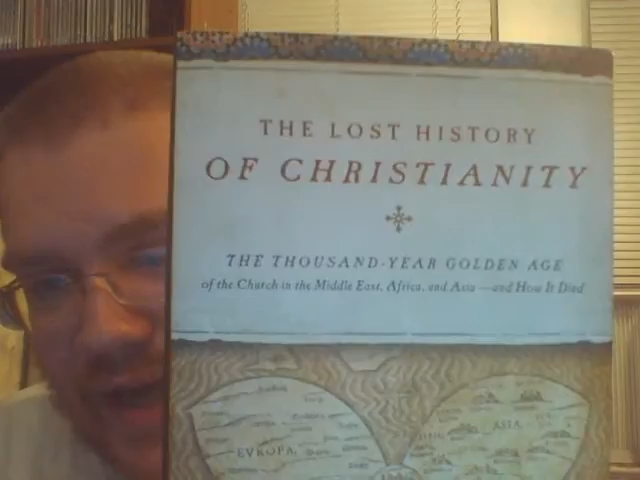 THE LOST HISTORY
OF CHRISTIANITY
THE THOUSAND-YEAR GOLDEN AGE
of the Church in the Middle East, Africa, and Asia—and How It Died
EVROPA.
ASIA